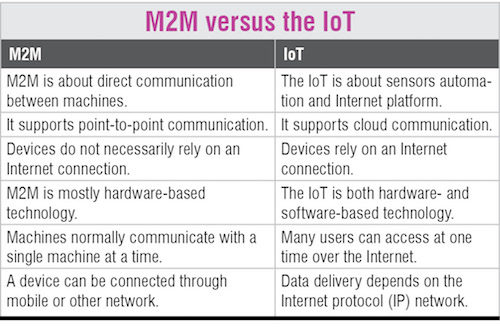 M2M versus the IoT
M2M
IoT
M2M is about direct communication
between machines.
The IoT is about sensors automa-
tion and Internet platform.
It supports point-to-point communication.
It supports cloud communication.
Devices do not necessarily rely on an
Internet connection.
Devices rely on an Internet
connection.
M2M is mostly hardware-based
technology.
The IoT is both hardware- and
software-based technology.
Machines normally communicate with a
single machine at a time.
Many users can access at one
time over the Internet.
A device can be connected through
mobile or other network.
Data delivery depends on the
Internet protocol (IP) network.